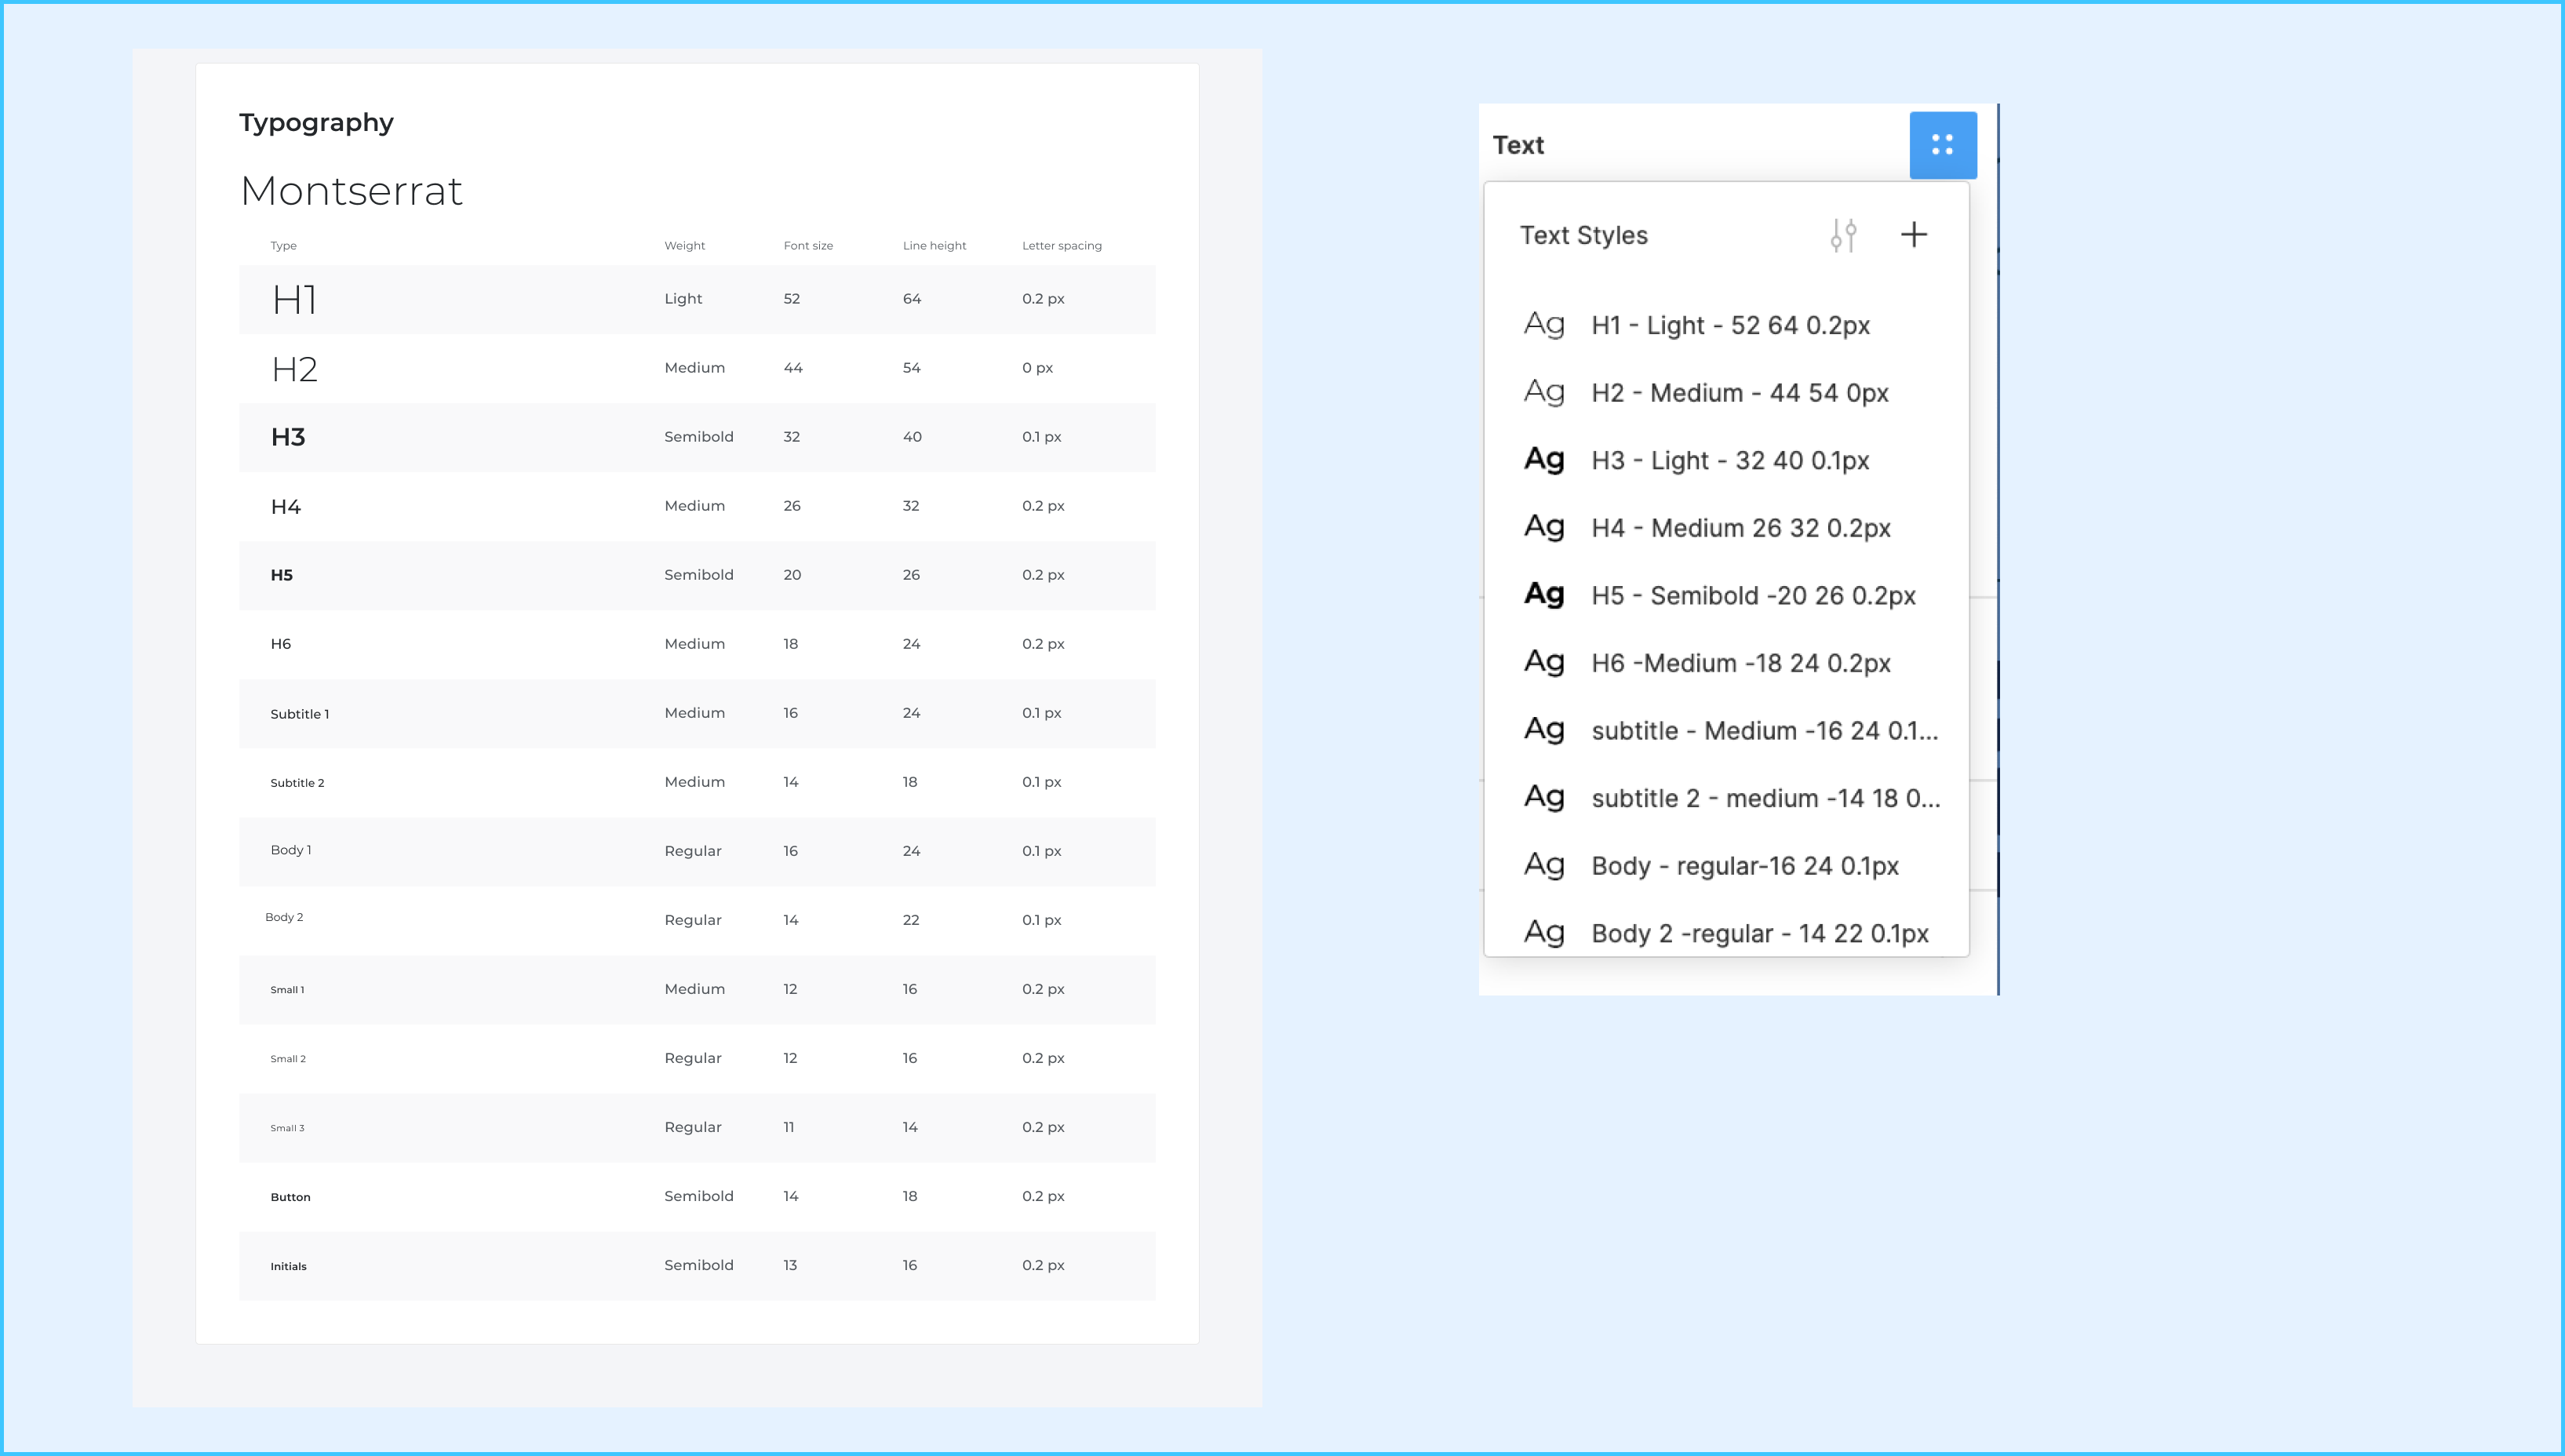 Typography
Montserrat
Type Weight Font size Line height Letter spacing
H1 Light 52 64 0.2 px
H2 Medium 44 54 0 px
H3 Semibold 32 40 0.1 px
H4 Medium 26 32 0.2 px
H5 Semibold 20 26 0.2 px
H6 Medium 18 24 0.2 px
Subtitle 1 Medium 16 24 0.1 px
Subtitle 2 Medium 14 18 0.1 px
Body 1 Regular 16 24 0.1 px
Body 2 Regular 14 22 0.1 px
Small 1 Medium 12 16 0.2 px
Small 2 Regular 12 16 0.2 px
Small 3 Regular 11 14 0.2 px
Button Semibold 14 18 0.2 px
Initials Semibold 13 16 0.2 px
Text
Text Styles
Ag H1 - Light - 52 64 0.2px
Ag H2 - Medium - 44 54 0px
Ag H3 - Light - 32 40 0.1px
Ag H4 - Medium 26 32 0.2px
Ag H5 - Semibold -20 26 0.2px
Ag H6 -Medium -18 24 0.2px
Ag subtitle - Medium -16 24 0.1...
Ag subtitle 2 - medium -14 18 0...
Ag Body - regular-16 24 0.1px
Ag Body 2 -regular - 14 22 0.1px